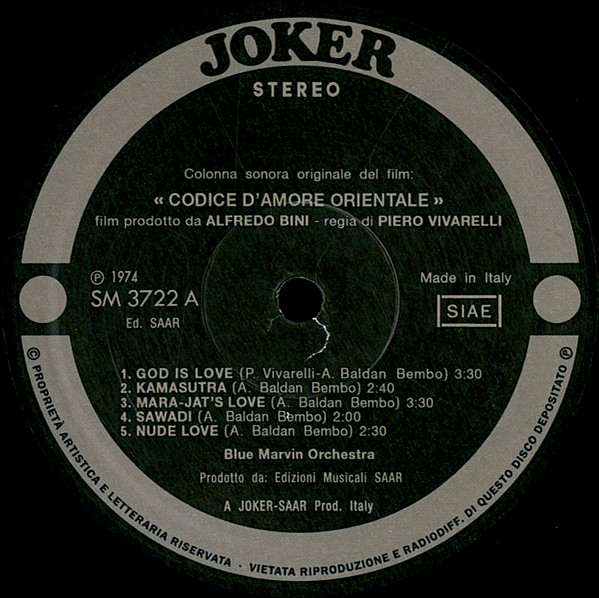 JOKER
STEREO
Colonna sonora originale del film:
« CODICE D'AMORE ORIENTALE »
film prodotto da ALFREDO BINI - regia di PIERO VIVARELLI
℗ 1974
SM 3722 A
Ed. SAAR
Made in Italy
SIAE
1. GOD IS LOVE (P. Vivarelli-A. Baldan Bembo) 3:30
2. KAMASUTRA (A. Baldan Bembo) 2:40
3. MARA-JAT'S LOVE (A. Baldan Bembo) 3:30
4. SAWADI (A. Baldan Bembo) 2:00
5. NUDE LOVE (A. Baldan Bembo) 2:30
Blue Marvin Orchestra
Prodotto da: Edizioni Musicali SAAR
A JOKER-SAAR Prod. Italy
© PROPRIETÀ ARTISTICA E LETTERARIA RISERVATA · VIETATA RIPRODUZIONE E RADIODIFF. DI QUESTO DISCO DEPOSITATO ℗